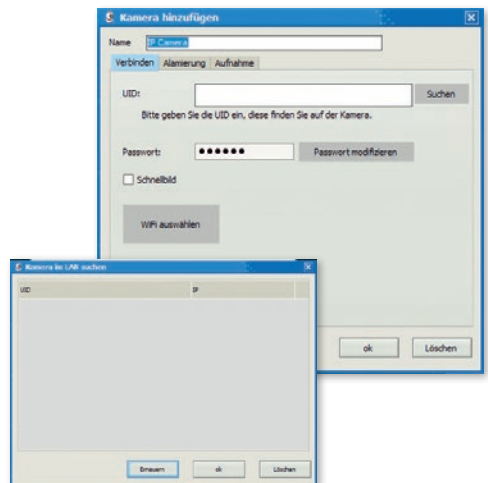 Kamera hinzufügen
Name IP Camera
Verbinden Alamierung Aufnahme
UID: Suchen
Bitte geben Sie die UID ein, diese finden Sie auf der Kamera.
Passwort: ●●●●●● Passwort modifizieren
Schnellbild
WiFi auswählen
ok Löschen
Kamera im LAN suchen
UID IP
Erneuern ok Löschen